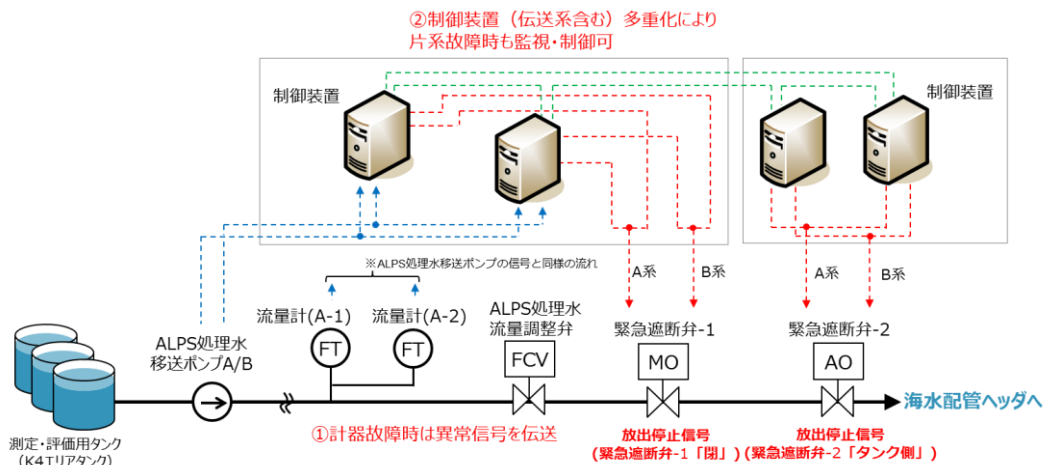 ②制御装置（伝送系含む）多重化により
片系故障時も監視・制御可
制御装置
制御装置
※ALPS処理水移送ポンプの信号と同様の流れ
A系
B系
A系
B系
流量計(A-1)
流量計(A-2)
ALPS処理水
流量調整弁
緊急遮断弁-1
緊急遮断弁-2
ALPS処理水
移送ポンプA/B
FT
FT
FCV
MO
AO
海水配管ヘッダへ
測定・評価用タンク
（K4エリアタンク）
①計器故障時は異常信号を伝送
放出停止信号
(緊急遮断弁-1「閉」)
放出停止信号
(緊急遮断弁-2「タンク側」)